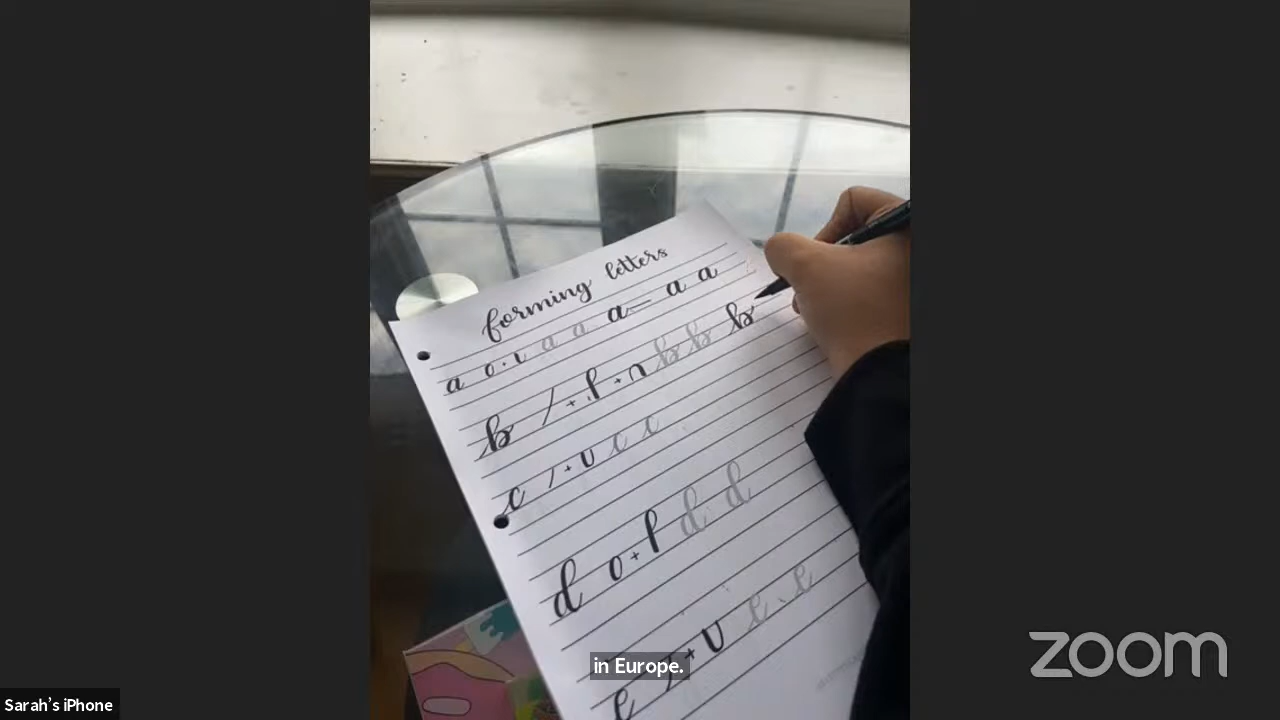 forming letters
a o + ι a a a — a a
b / + l + n b b b
c / + υ c c
d o + l d d
e / + υ e e
in Europe.
zoom
Sarah's iPhone